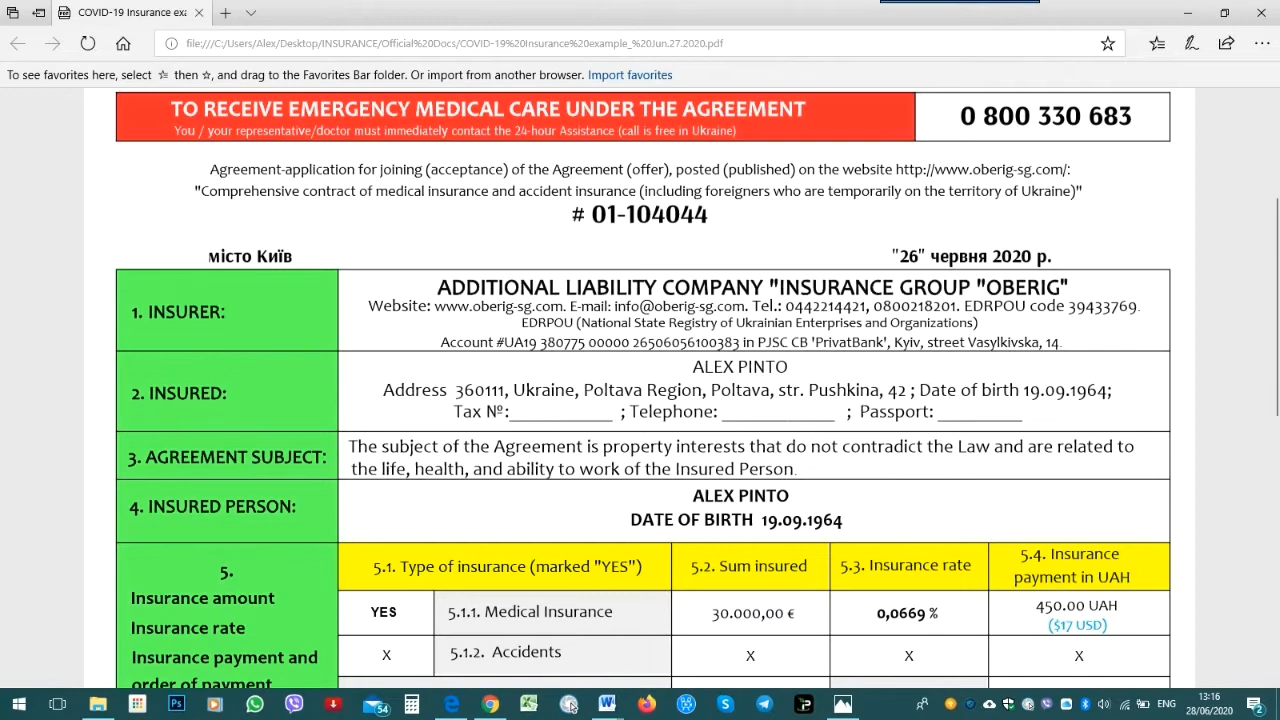 COVID-19 Insurance
file:///C:/Users/Alex/Desktop/INSURANCE/Official%20Docs/COVID-19%20Insurance%20example_%20Jun.27.2020.pdf
To see favorites here, select ☆ then ☆, and drag to the Favorites Bar folder. Or import from another browser. Import favorites
TO RECEIVE EMERGENCY MEDICAL CARE UNDER THE AGREEMENT
You / your representative/doctor must immediately contact the 24-hour Assistance (call is free in Ukraine)
0 800 330 683
Agreement-application for joining (acceptance) of the Agreement (offer), posted (published) on the website http://www.oberig-sg.com/:
"Comprehensive contract of medical insurance and accident insurance (including foreigners who are temporarily on the territory of Ukraine)"
# 01-104044
місто Київ
"26" червня 2020 р.
1. INSURER:
ADDITIONAL LIABILITY COMPANY "INSURANCE GROUP "OBERIG"
Website: www.oberig-sg.com. E-mail: info@oberig-sg.com. Tel.: 0442214421, 0800218201. EDRPOU code 39433769.
EDRPOU (National State Registry of Ukrainian Enterprises and Organizations)
Account #UA19 380775 00000 26506056100383 in PJSC CB 'PrivatBank', Kyiv, street Vasylkivska, 14.
2. INSURED:
ALEX PINTO
Address 360111, Ukraine, Poltava Region, Poltava, str. Pushkina, 42 ; Date of birth 19.09.1964;
Tax Nº:__________ ; Telephone: ___________ ; Passport: ________
3. AGREEMENT SUBJECT:
The subject of the Agreement is property interests that do not contradict the Law and are related to
the life, health, and ability to work of the Insured Person.
4. INSURED PERSON:
ALEX PINTO
DATE OF BIRTH 19.09.1964
5.
Insurance amount
Insurance rate
Insurance payment and
order of payment
5.1. Type of insurance (marked "YES")
5.2. Sum insured
5.3. Insurance rate
5.4. Insurance
payment in UAH
YES
5.1.1. Medical Insurance
30.000,00 €
0,0669 %
450.00 UAH
($17 USD)
X
5.1.2. Accidents
X
X
X
54
13:16
28/06/2020
2